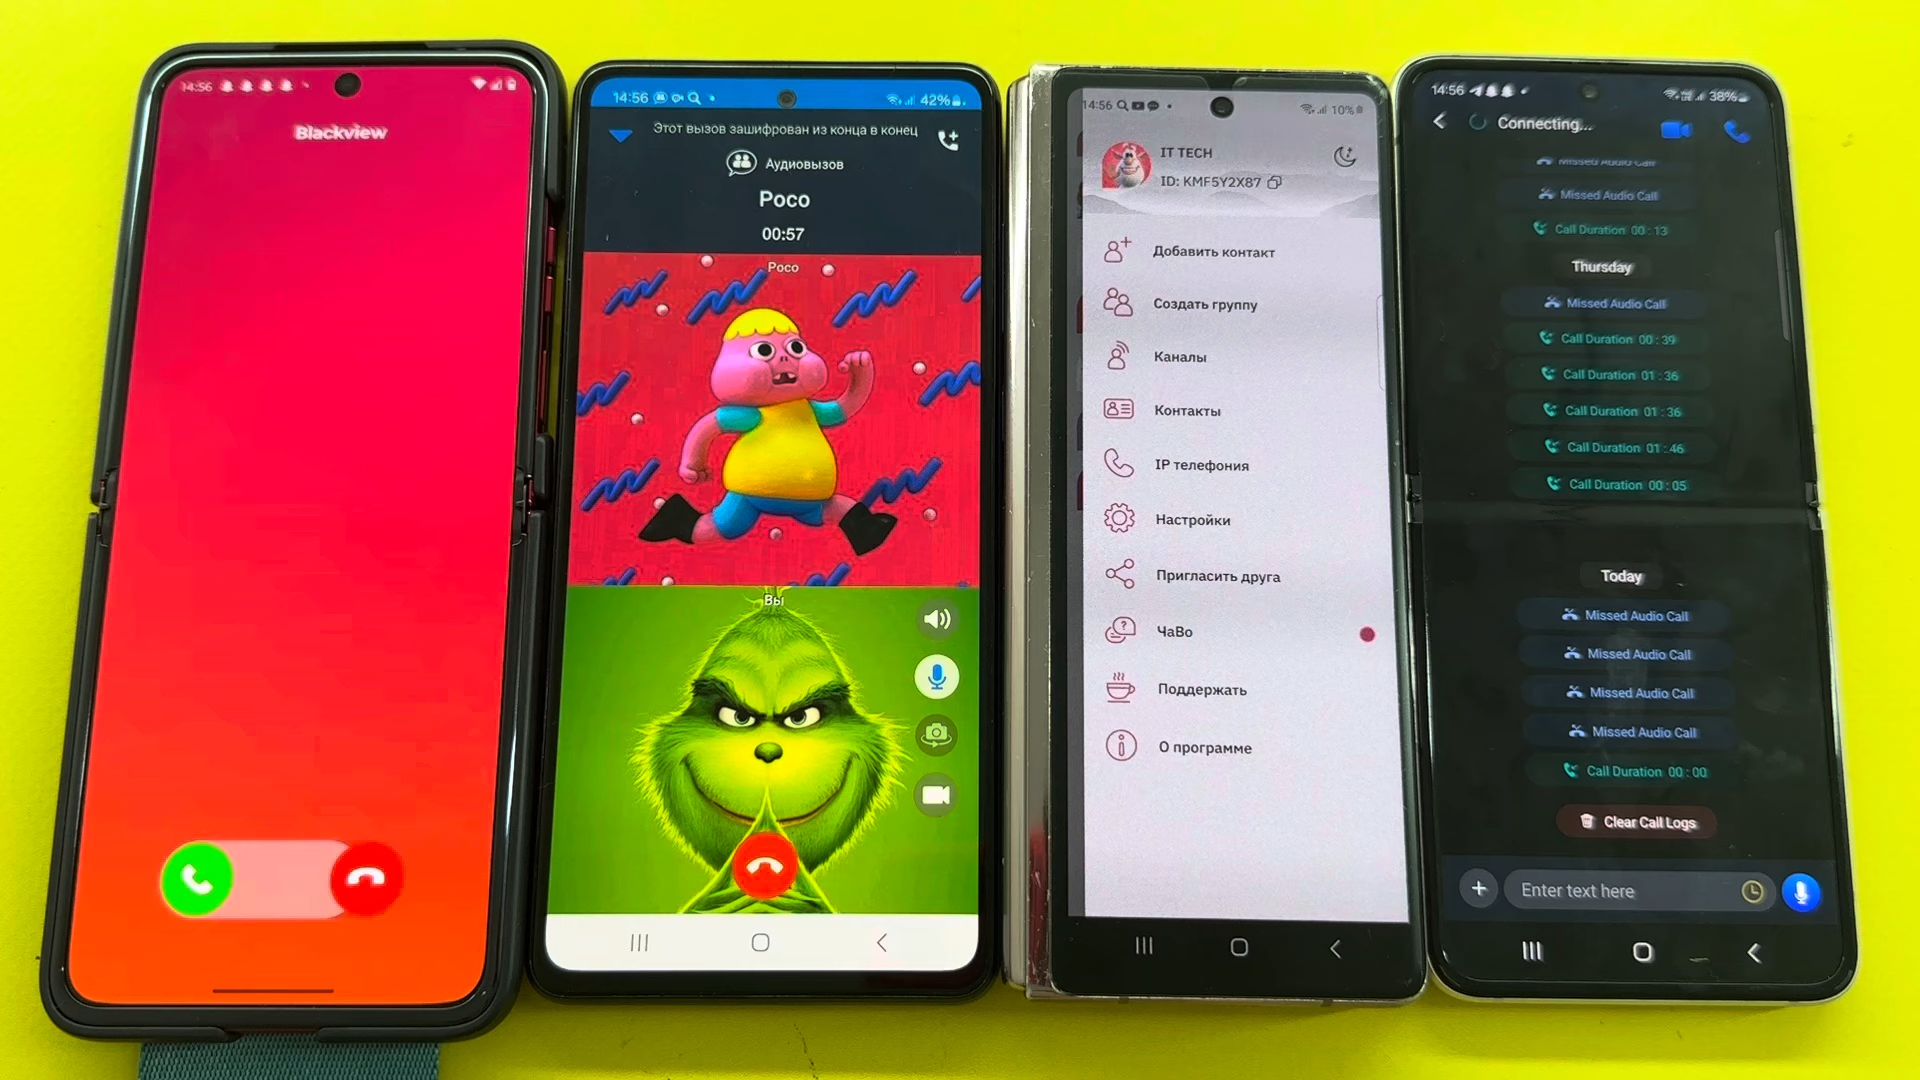 14:56
Blackview
14:56
42%
Этот вызов зашифрован из конца в конец
Аудиовызов
Poco
00:57
Poco
Вы
14:56
10%
IT TECH
ID: KMF5Y2X87
Добавить контакт
Создать группу
Каналы
Контакты
IP телефония
Настройки
Пригласить друга
ЧаВо
Поддержать
О программе
14:56
38%
Connecting...
Missed Audio Call
Missed Audio Call
Call Duration 00:13
Thursday
Missed Audio Call
Call Duration 00:39
Call Duration 01:36
Call Duration 01:36
Call Duration 01:46
Call Duration 00:05
Today
Missed Audio Call
Missed Audio Call
Missed Audio Call
Missed Audio Call
Call Duration 00:00
Clear Call Logs
Enter text here